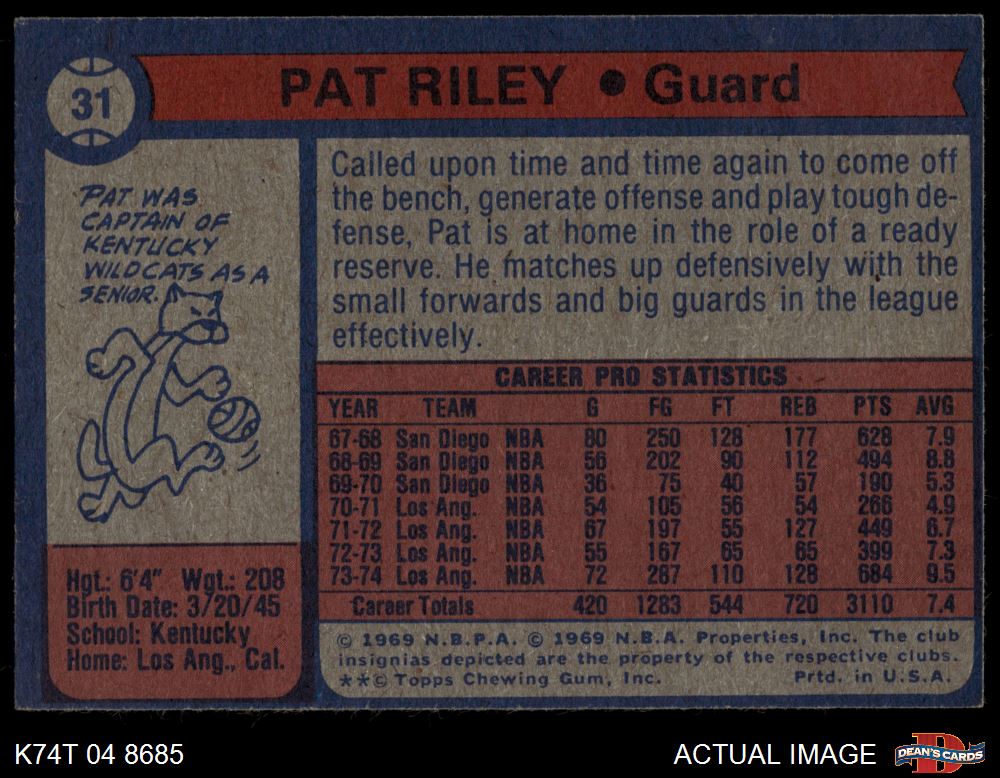 31
PAT RILEY • Guard
PAT WAS
CAPTAIN OF
KENTUCKY
WILDCATS AS A
SENIOR.
Called upon time and time again to come off
the bench, generate offense and play tough de-
fense, Pat is at home in the role of a ready
reserve. He matches up defensively with the
small forwards and big guards in the league
effectively.
CAREER PRO STATISTICS
YEAR TEAM G FG FT REB PTS AVG
67-68 San Diego NBA 80 250 128 177 628 7.9
68-69 San Diego NBA 56 202 90 112 494 8.8
69-70 San Diego NBA 36 75 40 57 190 5.3
70-71 Los Ang. NBA 54 105 56 54 266 4.9
71-72 Los Ang. NBA 67 197 55 127 449 6.7
72-73 Los Ang. NBA 55 167 65 65 399 7.3
73-74 Los Ang. NBA 72 287 110 128 684 9.5
Career Totals 420 1283 544 720 3110 7.4
Hgt.: 6'4" Wgt.: 208
Birth Date: 3/20/45
School: Kentucky
Home: Los Ang., Cal.
© 1969 N.B.P.A. © 1969 N.B.A. Properties, Inc. The club
insignias depicted are the property of the respective clubs.
**© Topps Chewing Gum, Inc. Prtd. in U.S.A.
K74T 04 8685
ACTUAL IMAGE
D
DEAN'S CARDS